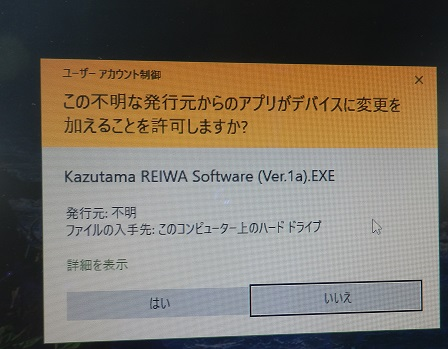 ユーザー アカウント制御
この不明な発行元からのアプリがデバイスに変更を
加えることを許可しますか?
Kazutama REIWA Software (Ver.1a).EXE
発行元: 不明
ファイルの入手先: このコンピューター上のハード ドライブ
詳細を表示
はい
いいえ